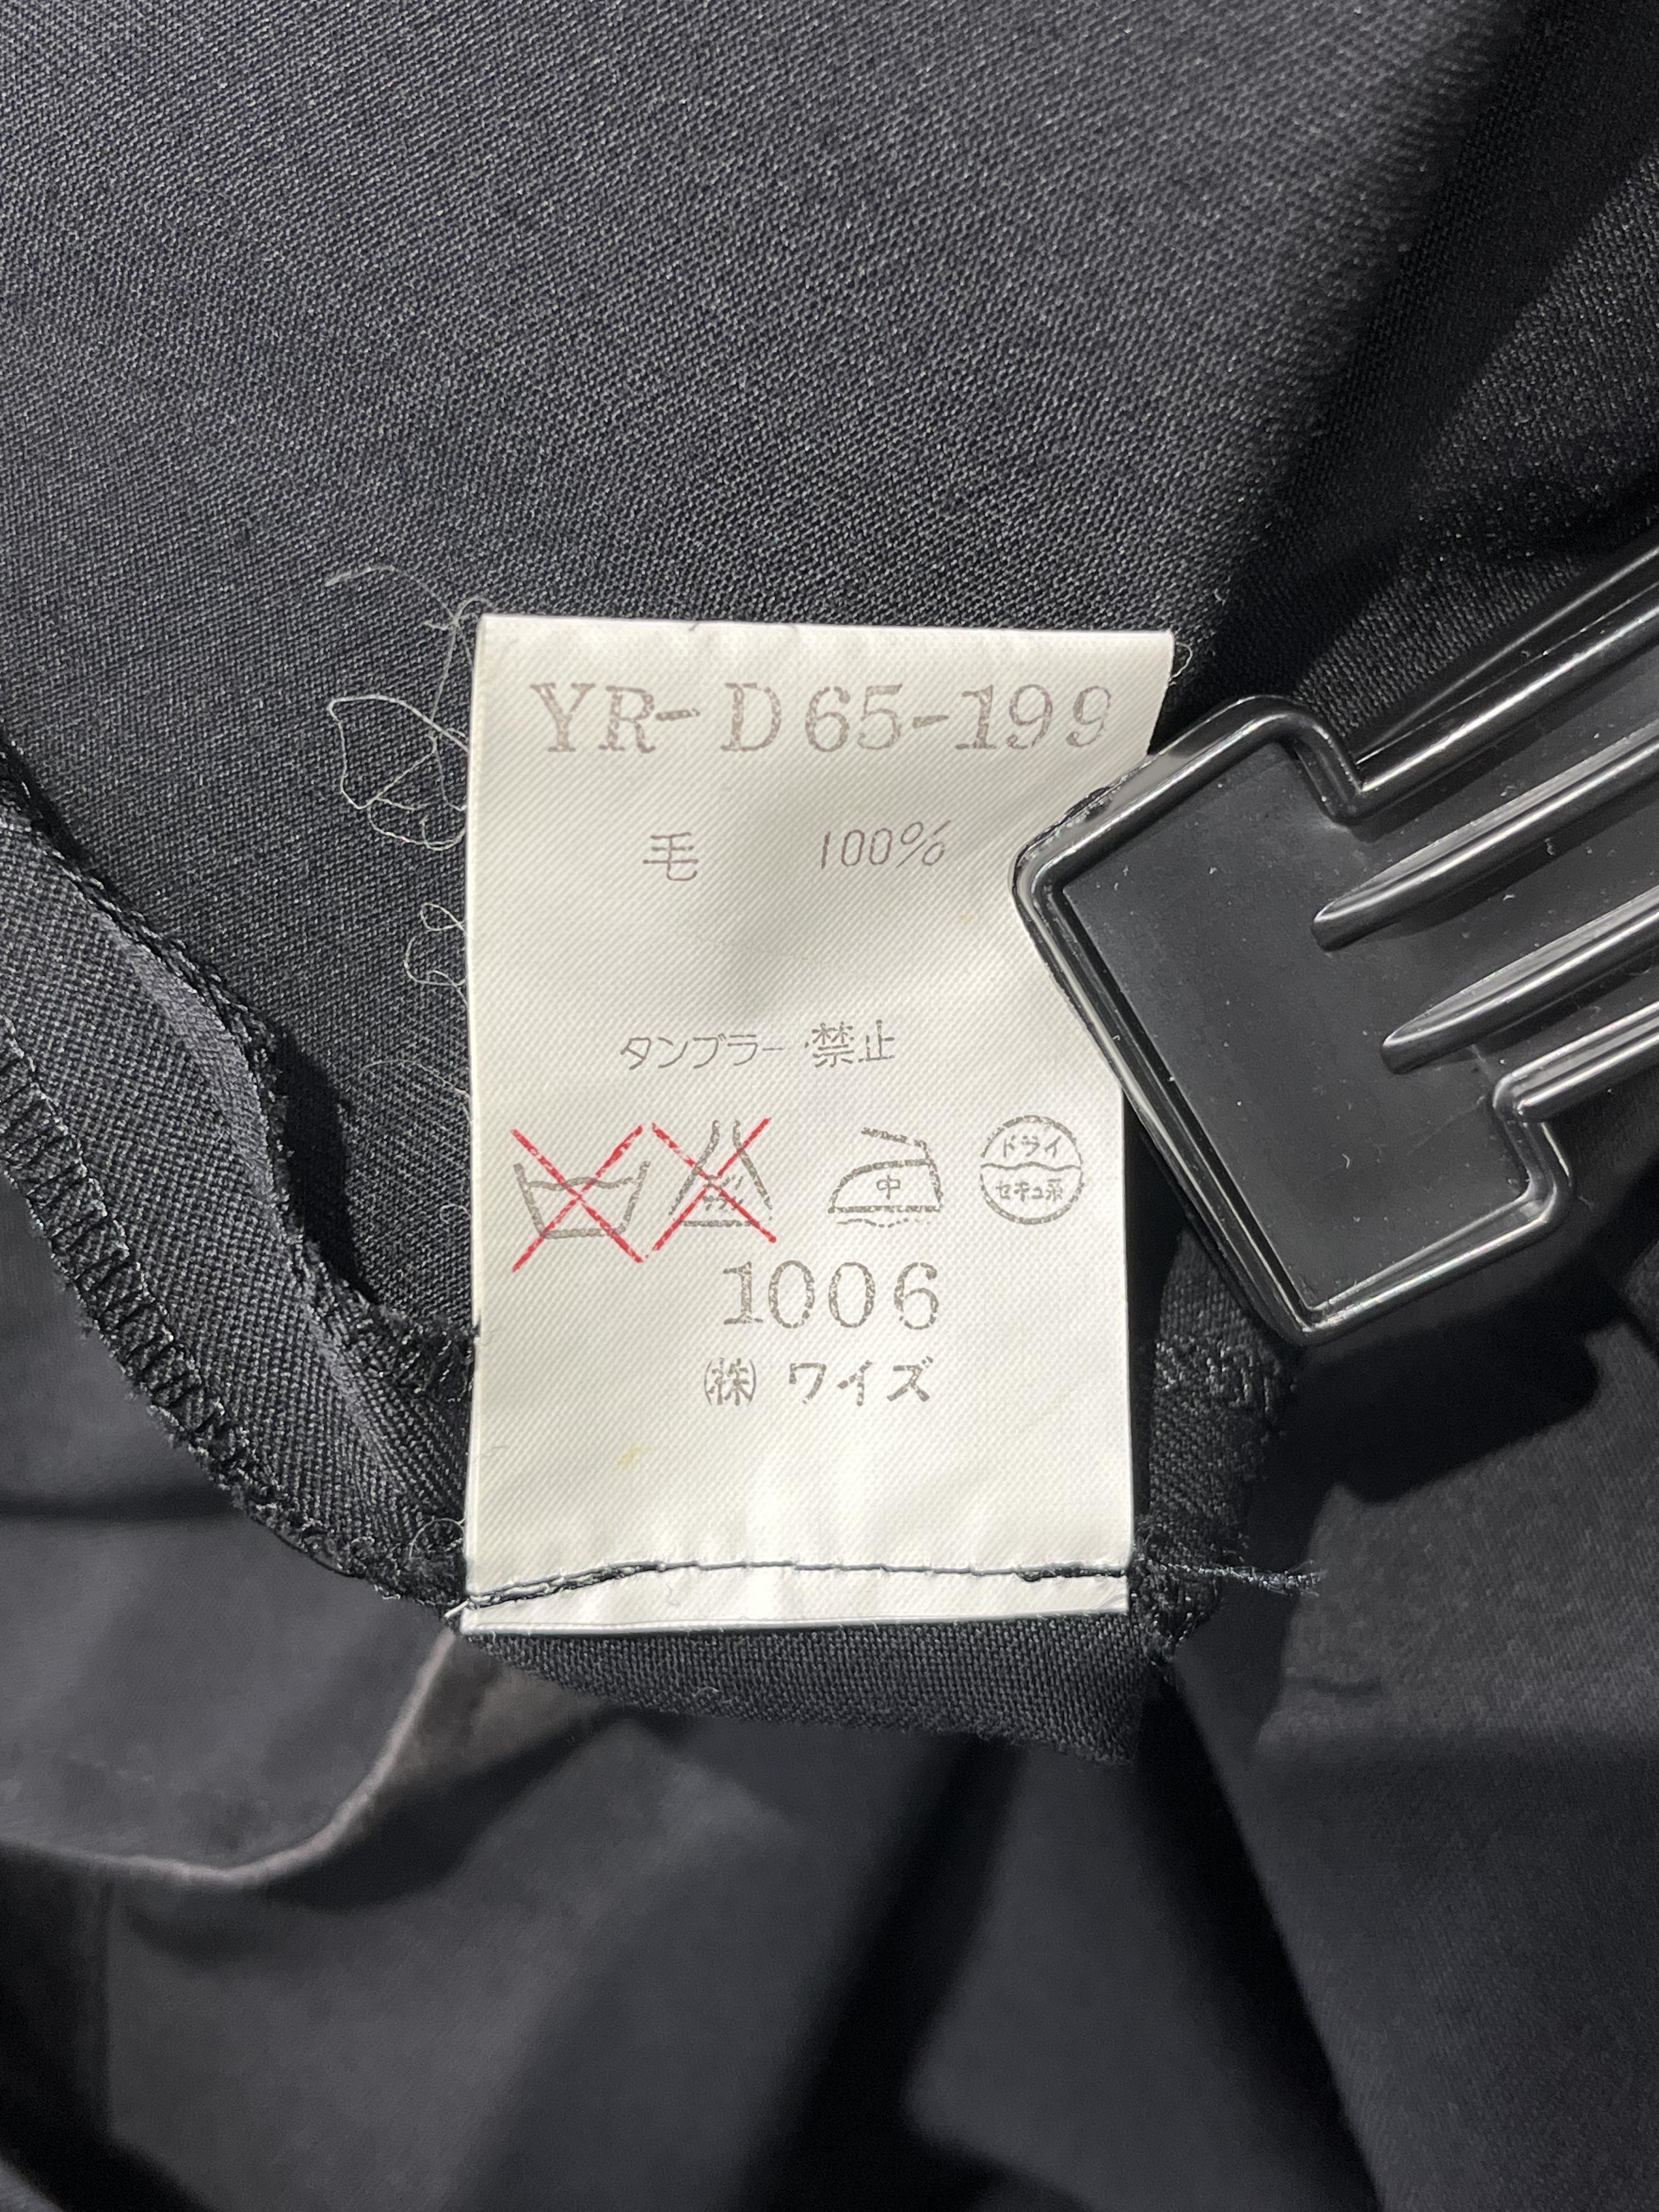 YR-D65-199
毛 100%
タンブラー禁止
中 ドライ
セキュ系
1006
㈱ワイズ